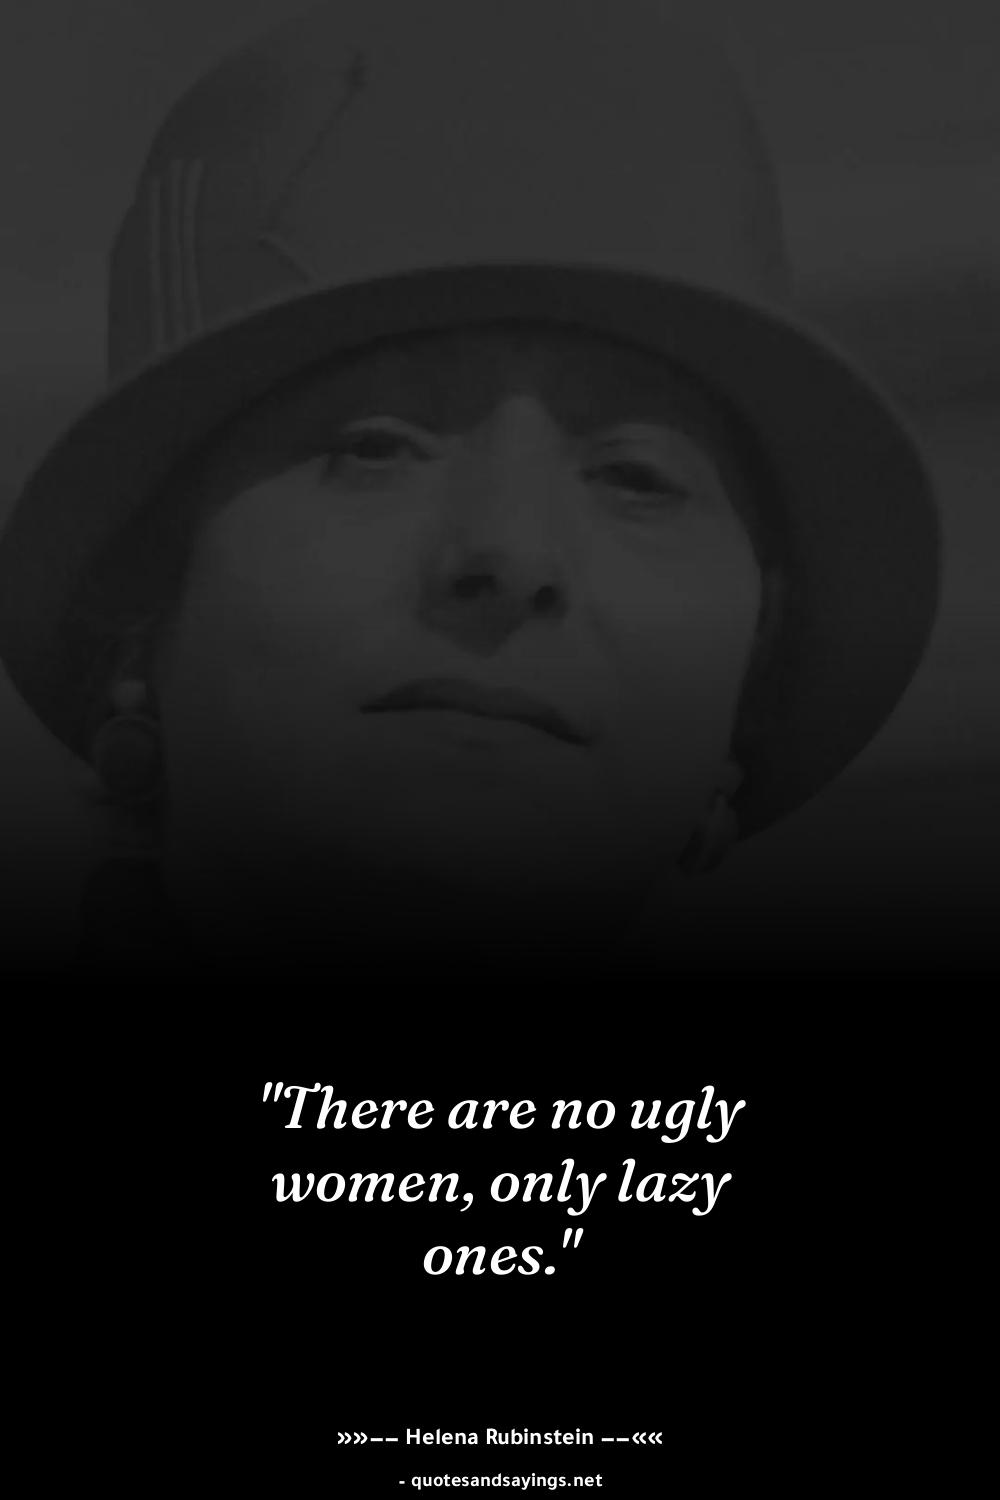 "There are no ugly
women, only lazy
ones."
»»−− Helena Rubinstein −−««
- quotesandsayings.net